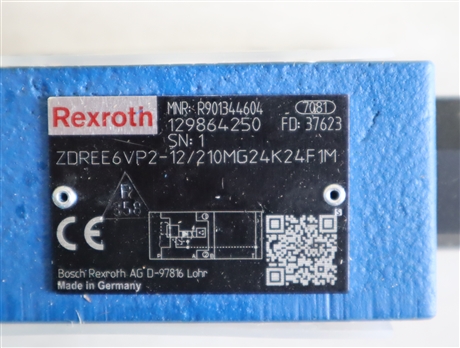 Rexroth
MNR: R901344604 7081
129864250 FD: 37623
SN: 1
ZDREE6VP2-12/210MG24K24F1M
CE
Bosch Rexroth AG D-97816 Lohr
Made in Germany